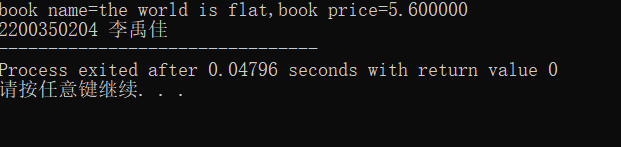 book name=the world is flat,book price=5.600000
2200350204 李禹佳
--------------------------------
Process exited after 0.04796 seconds with return value 0
请按任意键继续. . .